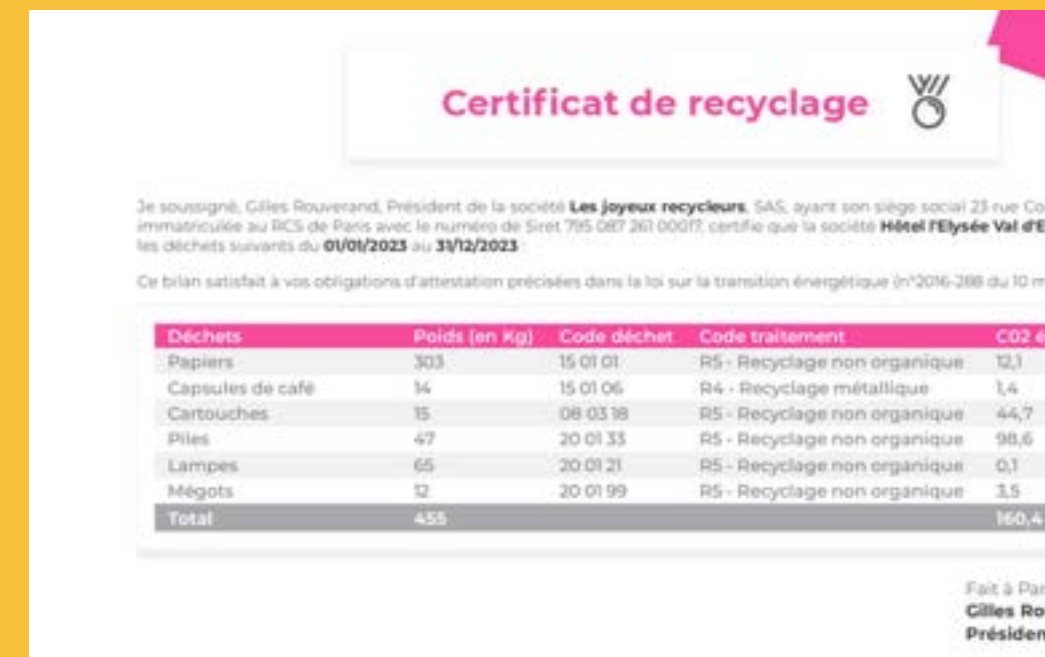 Certificat de recyclage
Je soussigné, Gilles Rouverand, Président de la société Les joyeux recycleurs, SAS, ayant son siège social 23 rue Co
immatriculée au RCS de Paris avec le numéro de Siret 795 087 261 00017, certifie que la société Hôtel l'Elysée Val d'E
les déchets suivants du 01/01/2023 au 31/12/2023 :
Ce bilan satisfait à vos obligations d'attestation précisées dans la loi sur la transition énergétique (n°2016-288 du 10 m
Déchets Poids (en Kg) Code déchet Code traitement C02 é
Papiers 303 15 01 01 R5 - Recyclage non organique 12,1
Capsules de café 14 15 01 06 R4 - Recyclage métallique 1,4
Cartouches 15 08 03 18 R5 - Recyclage non organique 44,7
Piles 47 20 01 33 R5 - Recyclage non organique 98,6
Lampes 65 20 01 21 R5 - Recyclage non organique 0,1
Mégots 12 20 01 99 R5 - Recyclage non organique 3,5
Total 455 160,4
Fait à Par
Gilles Ro
Présiden